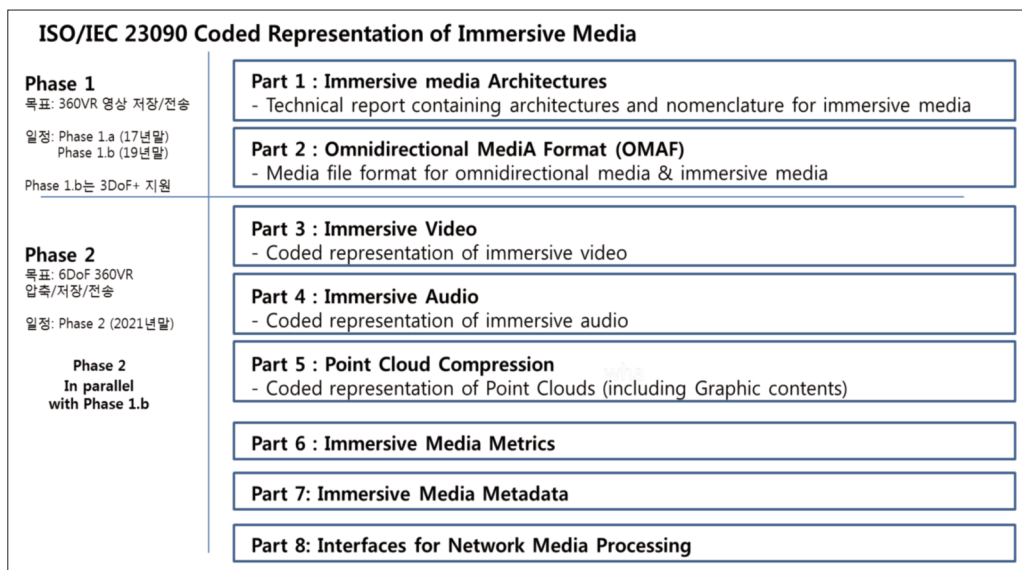 ISO/IEC 23090 Coded Representation of Immersive Media
Phase 1
목표: 360VR 영상 저장/전송
일정: Phase 1.a (17년말)
Phase 1.b (19년말)
Phase 1.b는 3DoF+ 지원
Part 1 : Immersive media Architectures
- Technical report containing architectures and nomenclature for immersive media
Part 2 : Omnidirectional MediA Format (OMAF)
- Media file format for omnidirectional media & immersive media
Phase 2
목표: 6DoF 360VR
압축/저장/전송
일정: Phase 2 (2021년말)
Phase 2
In parallel
with Phase 1.b
Part 3 : Immersive Video
- Coded representation of immersive video
Part 4 : Immersive Audio
- Coded representation of immersive audio
Part 5 : Point Cloud Compression
- Coded representation of Point Clouds (including Graphic contents)
Part 6 : Immersive Media Metrics
Part 7: Immersive Media Metadata
Part 8: Interfaces for Network Media Processing